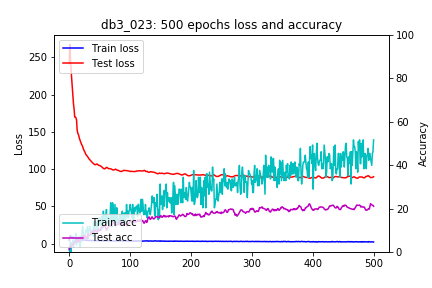 db3_023: 500 epochs loss and accuracy
Train loss
Test loss
Train acc
Test acc
Loss
Accuracy
250
200
150
100
50
0
100
80
60
40
20
0
0 100 200 300 400 500